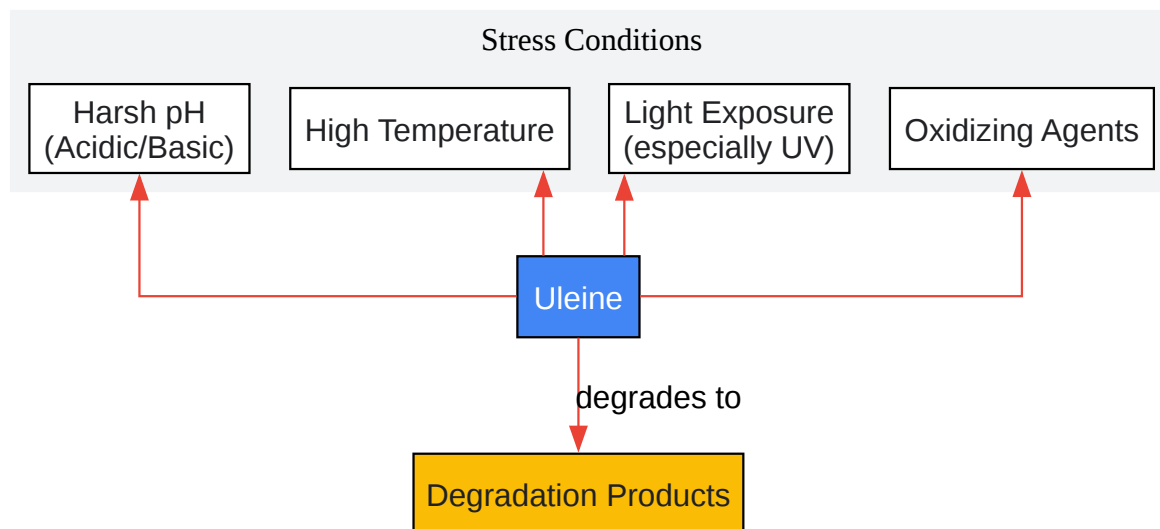 Stress Conditions
Harsh pH
(Acidic/Basic)
High Temperature
Light Exposure
(especially UV)
Oxidizing Agents
Uleine
degrades to
Degradation Products